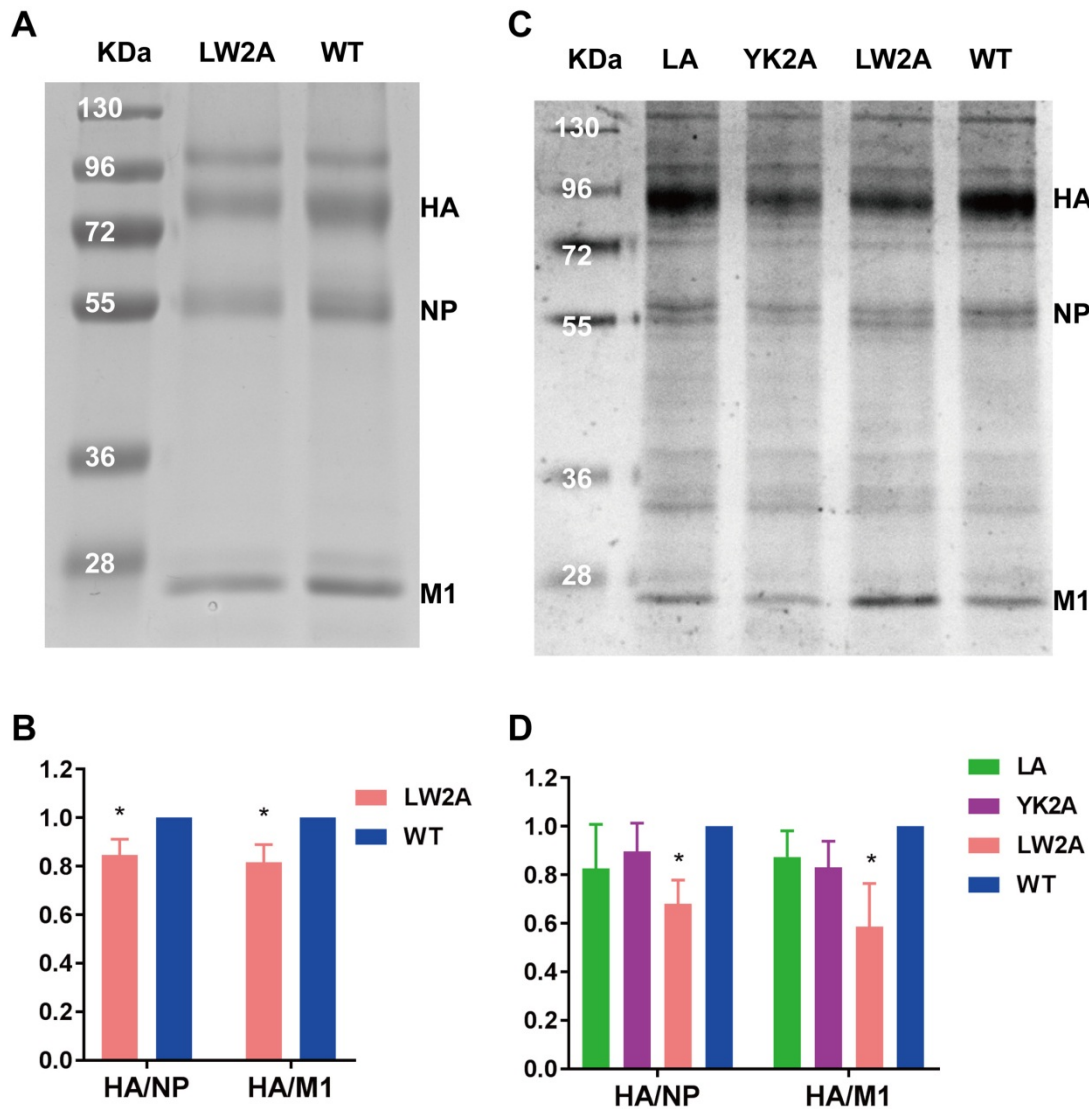 A
KDa LW2A WT
130
96
72
55
36
28
HA
NP
M1
C
KDa LA YK2A LW2A WT
130
96
72
55
36
28
HA
NP
M1
B
1.2
1.0
0.8
0.6
0.4
0.2
0.0
* *
HA/NP HA/M1
LW2A
WT
D
1.2
1.0
0.8
0.6
0.4
0.2
0.0
* *
HA/NP HA/M1
LA
YK2A
LW2A
WT